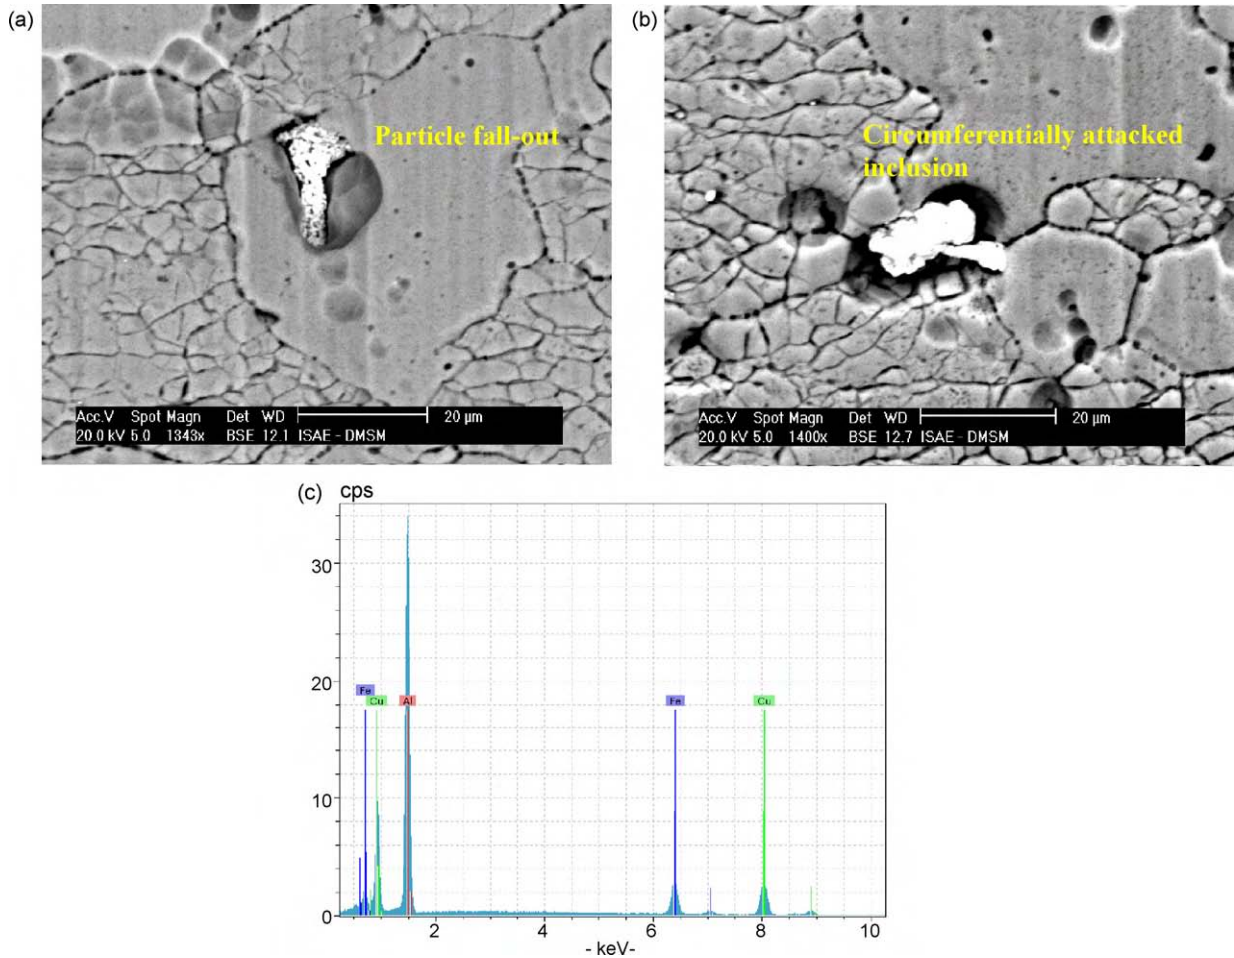 (a)
Particle fall-out
Acc.V Spot Magn Det WD 20 µm
20.0 kV 5.0 1343x BSE 12.1 ISAE - DMSM
(b)
Circumferentially attacked
inclusion
Acc.V Spot Magn Det WD 20 µm
20.0 kV 5.0 1400x BSE 12.7 ISAE - DMSM
(c) cps
30
20
10
0
Fe
Cu
Al
Fe
Cu
2 4 6 8 10
- keV-